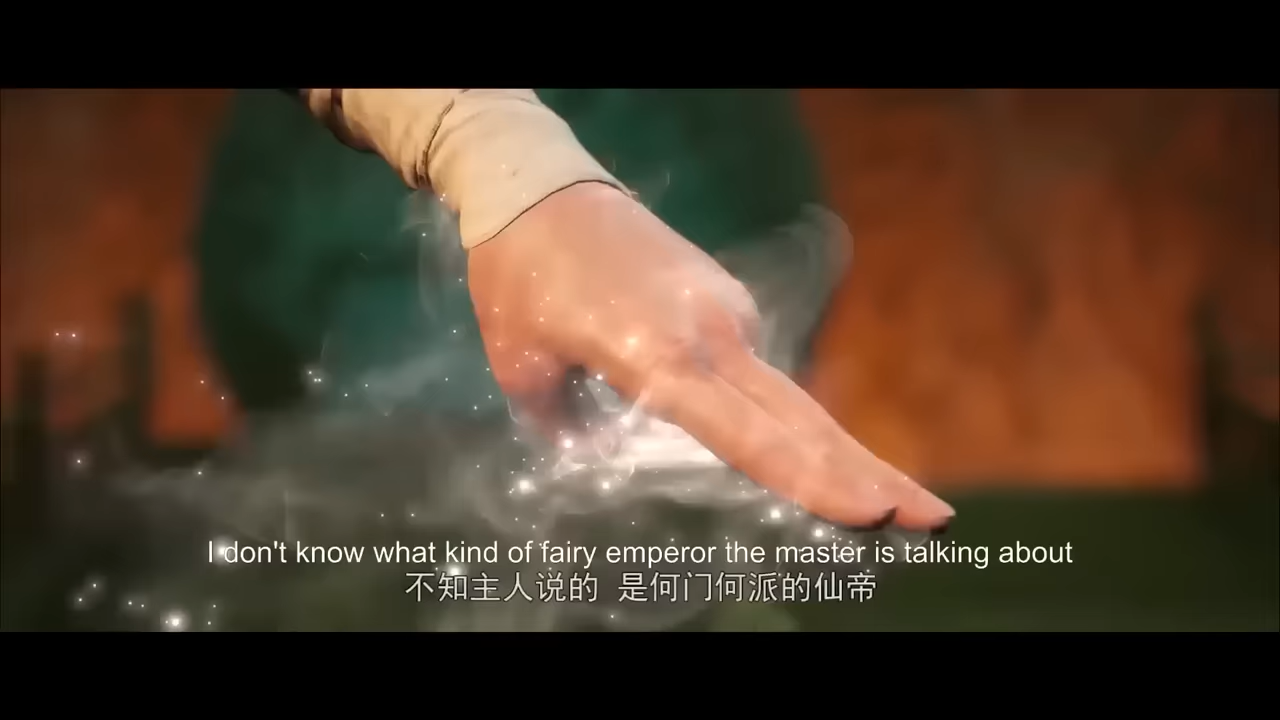 I don't know what kind of fairy emperor the master is talking about
不知主人说的 是何门何派的仙帝